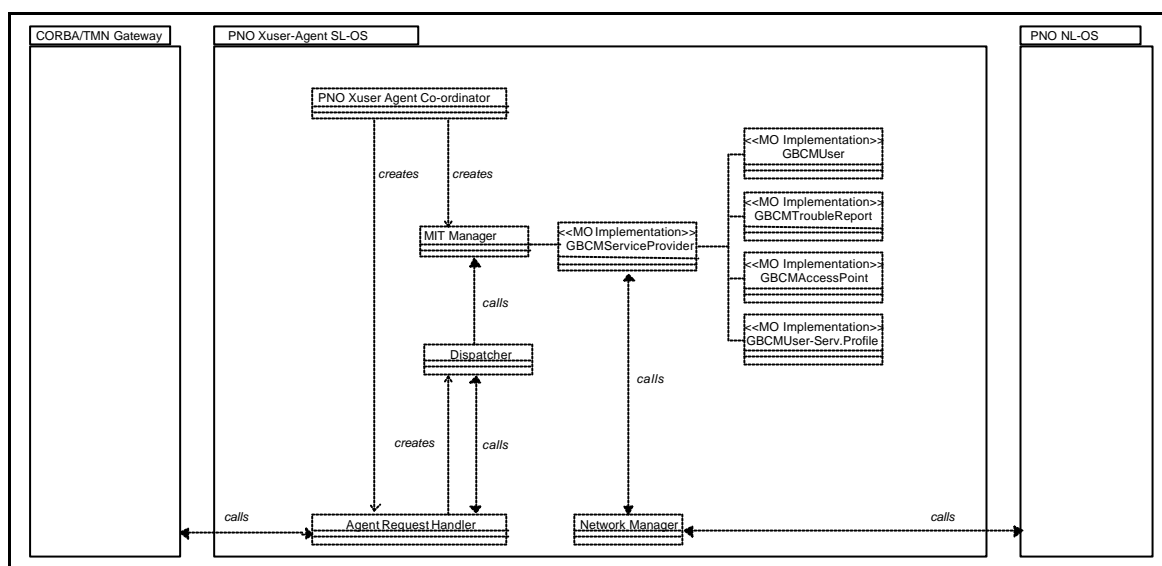 CORBA/TMN Gateway
PNO Xuser-Agent SL-OS
PNO NL-OS
PNO Xuser Agent Co-ordinator
creates
creates
<<MO Implementation>>
GBCMUser
<<MO Implementation>>
GBCMTroubleReport
MIT Manager
<<MO Implementation>>
GBCMServiceProvider
<<MO Implementation>>
GBCMAccessPoint
calls
<<MO Implementation>>
GBCMUser-Serv.Profile
Dispatcher
calls
creates
calls
calls
Agent Request Handler
Network Manager
calls